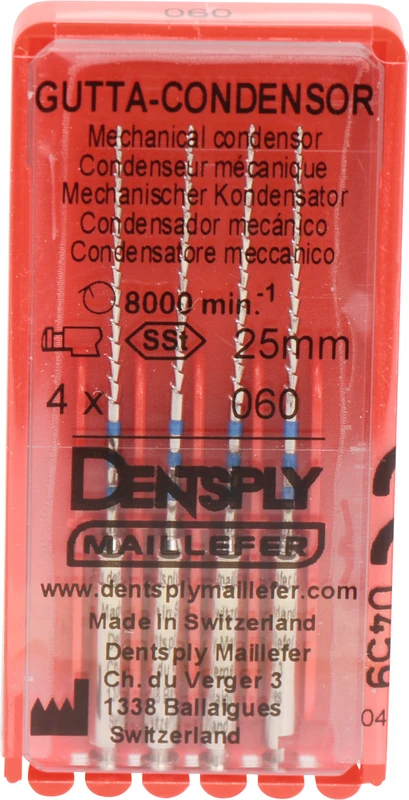 060
GUTTA-CONDENSOR
Mechanical condensor
Condenseur mécanique
Mechanischer Kondensator
Condensador mecánico
Condensatore meccanico
8000 min.-1
SSt 25mm
4 x 060
DENTSPLY
MAILLEFER
www.dentsplymaillefer.com
Made In Switzerland
Dentsply Maillefer
Ch. du Verger 3
1338 Ballaigues
Switzerland
0459
04